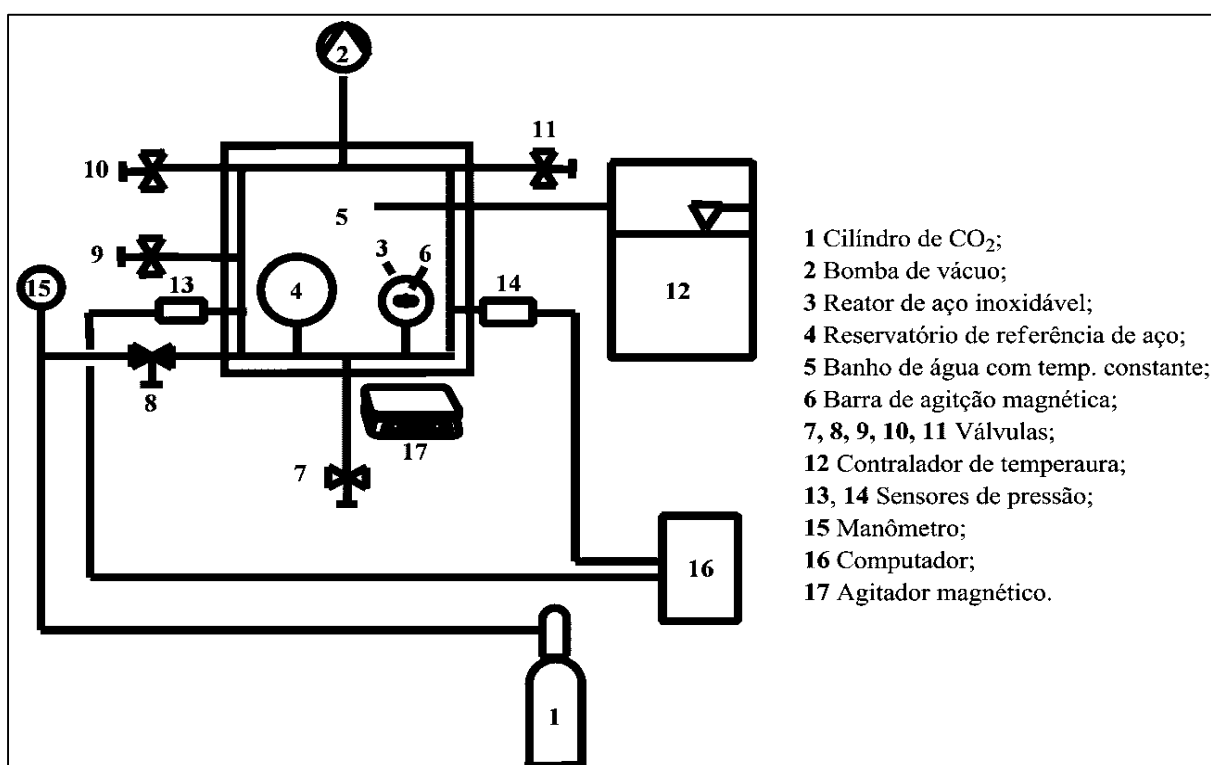 2
11
10
5
9
3 6
13
14
15
4
12
8
17
7
16
1
1 Cilíndro de CO₂;
2 Bomba de vácuo;
3 Reator de aço inoxidável;
4 Reservatório de referência de aço;
5 Banho de água com temp. constante;
6 Barra de agitção magnética;
7, 8, 9, 10, 11 Válvulas;
12 Contralador de temperaura;
13, 14 Sensores de pressão;
15 Manômetro;
16 Computador;
17 Agitador magnético.